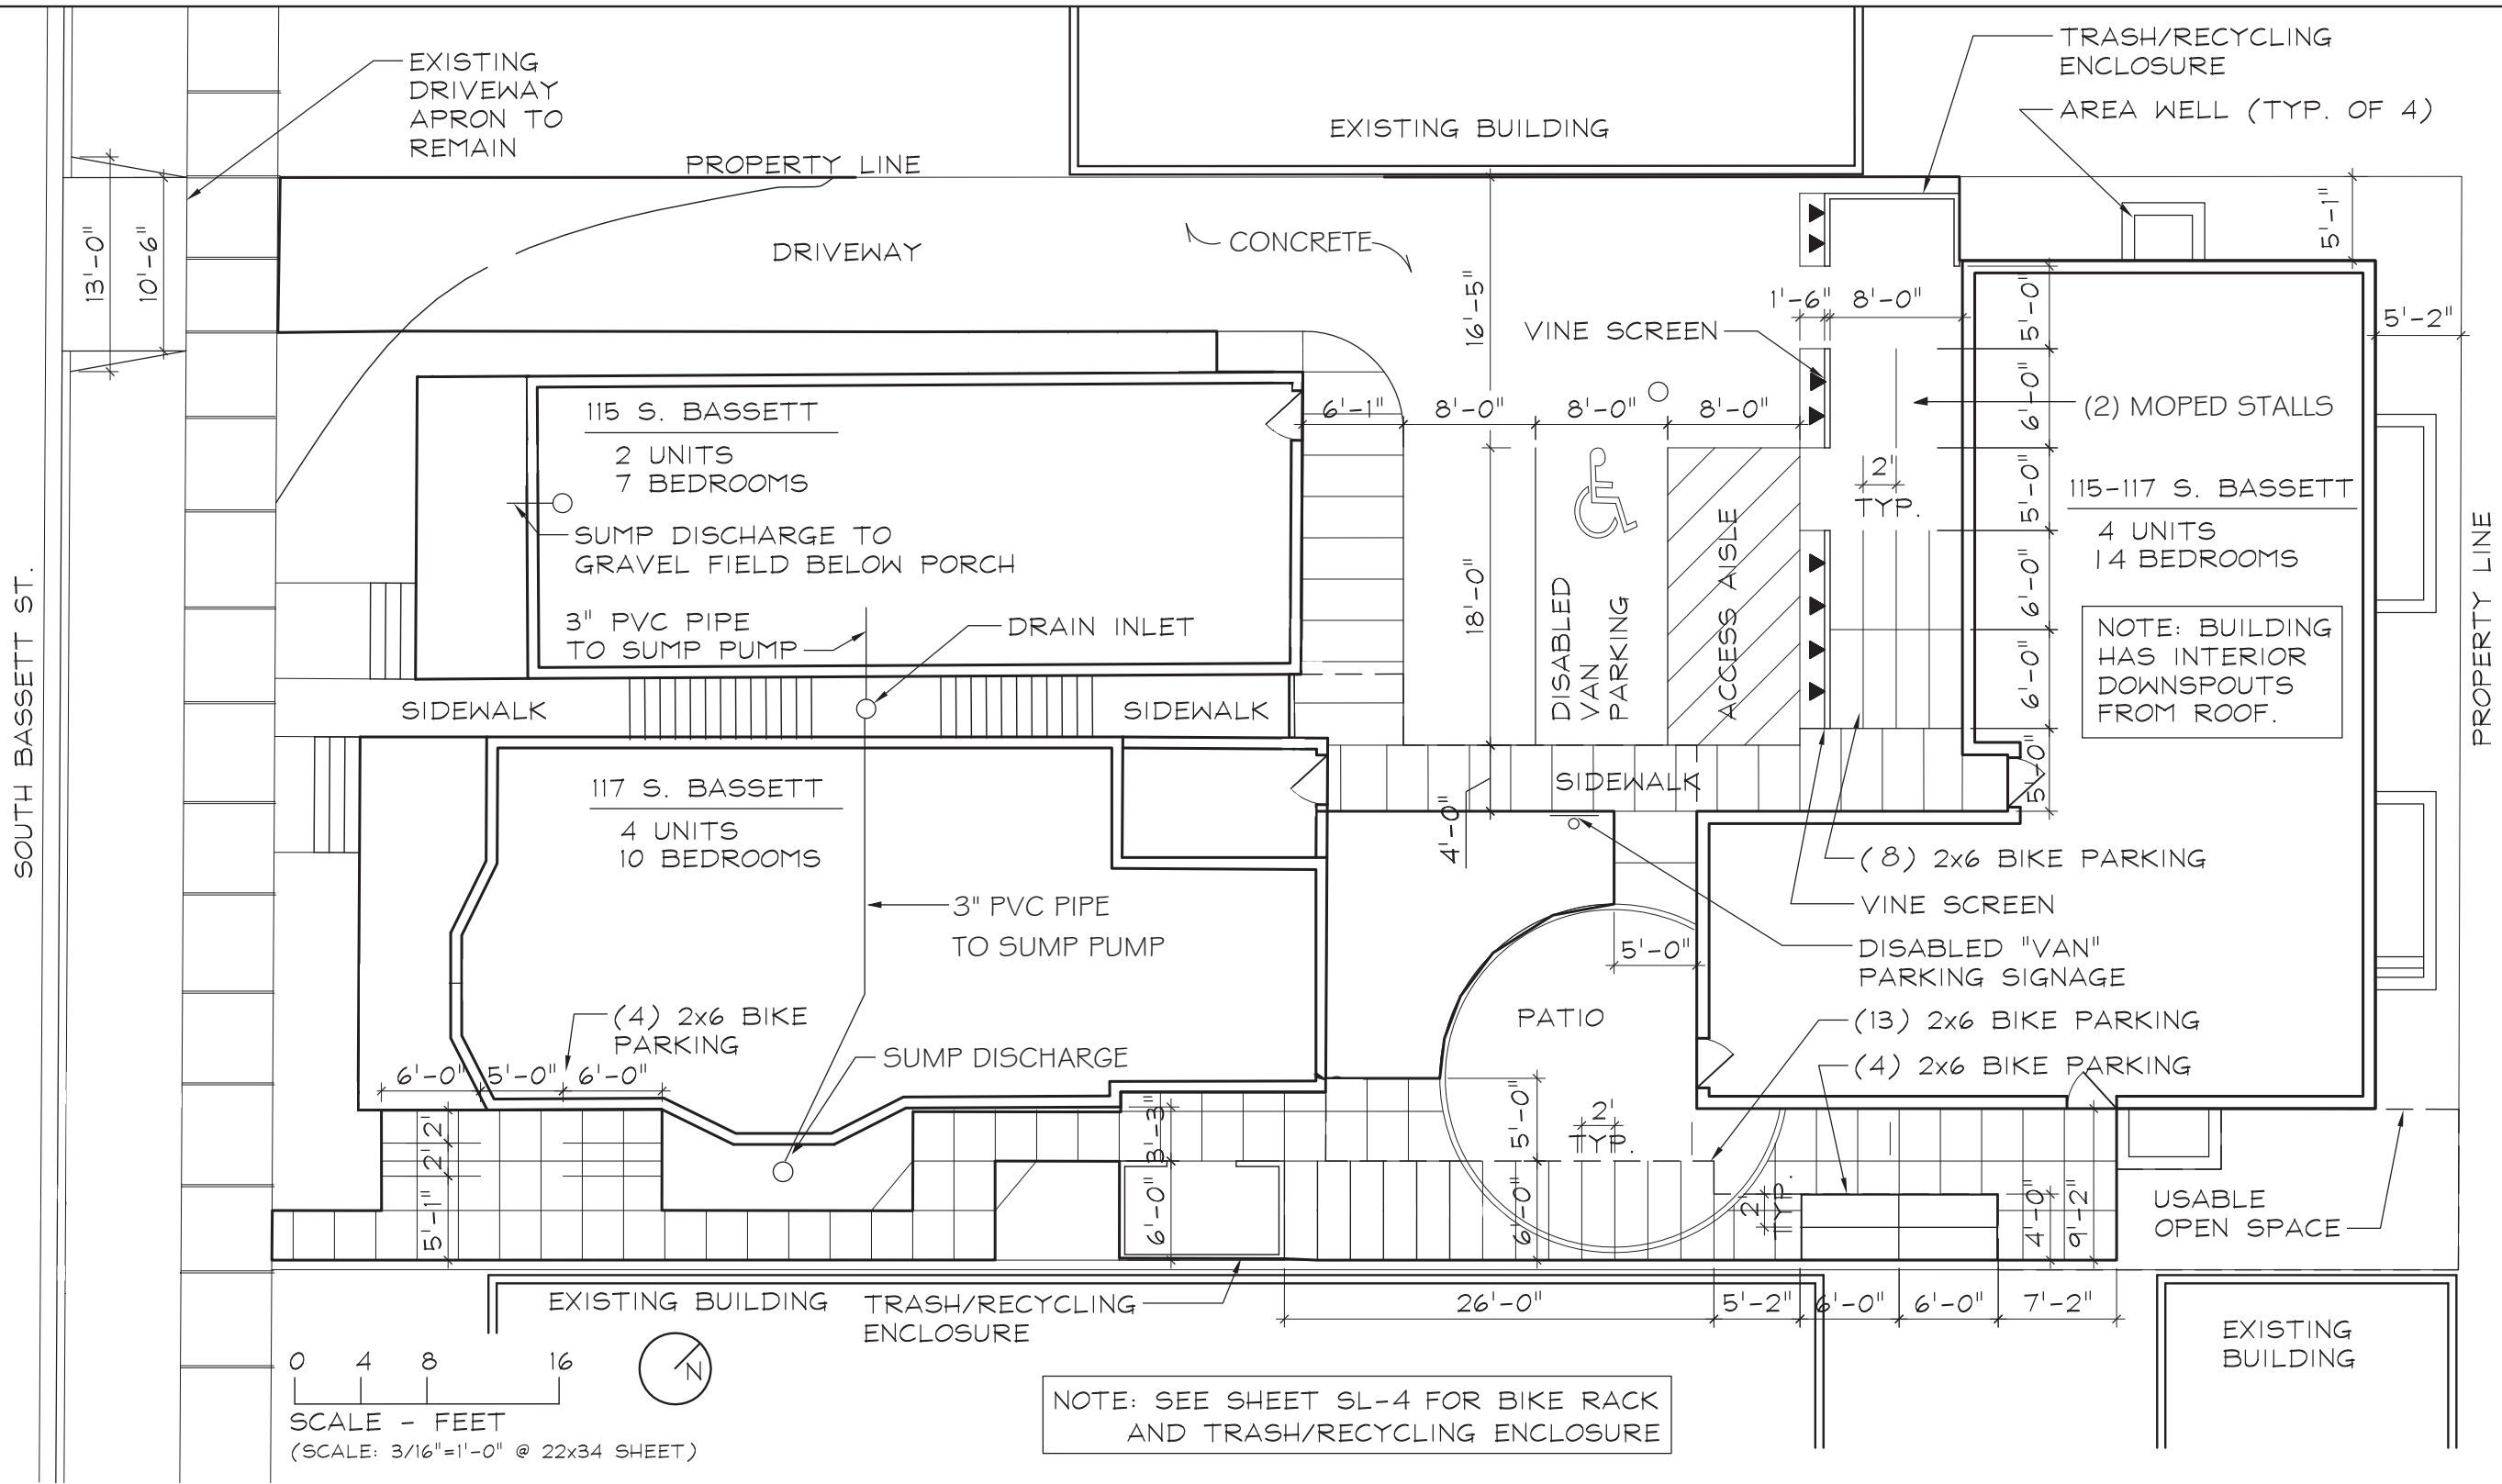 EXISTING
DRIVEWAY
APRON TO
REMAIN
PROPERTY LINE
EXISTING BUILDING
TRASH/RECYCLING
ENCLOSURE
AREA WELL (TYP. OF 4)
13'-0"
10'-6"
DRIVEWAY
CONCRETE
16'-5"
1'-6"
8'-0"
5'-0"
5'-1"
5'-2"
VINE SCREEN
6'-1"
8'-0"
8'-0"
8'-0"
6'-0"
(2) MOPED STALLS
115 S. BASSETT
2 UNITS
7 BEDROOMS
SUMP DISCHARGE TO
GRAVEL FIELD BELOW PORCH
3" PVC PIPE
TO SUMP PUMP
DRAIN INLET
18'-0"
DISABLED
VAN
PARKING
ACCESS AISLE
2'
TYP.
5'-0"
6'-0"
6'-0"
5'-0"
115-117 S. BASSETT
4 UNITS
14 BEDROOMS
NOTE: BUILDING
HAS INTERIOR
DOWNSPOUTS
FROM ROOF.
PROPERTY LINE
SOUTH BASSETT ST.
SIDEWALK
SIDEWALK
SIDEWALK
117 S. BASSETT
4 UNITS
10 BEDROOMS
4'-0"
(8) 2x6 BIKE PARKING
VINE SCREEN
DISABLED "VAN"
PARKING SIGNAGE
(13) 2x6 BIKE PARKING
(4) 2x6 BIKE PARKING
3" PVC PIPE
TO SUMP PUMP
5'-0"
PATIO
(4) 2x6 BIKE
PARKING
SUMP DISCHARGE
6'-0"
5'-0"
6'-0"
2'
2'
5'-1"
3'-3"
6'-0"
5'-0"
6'-0"
2'
TYP.
2'
TYP.
4'-0"
9'-2"
USABLE
OPEN SPACE
EXISTING BUILDING
TRASH/RECYCLING
ENCLOSURE
26'-0"
5'-2"
6'-0"
6'-0"
7'-2"
EXISTING
BUILDING
0 4 8 16
N
SCALE - FEET
(SCALE: 3/16"=1'-0" @ 22x34 SHEET)
NOTE: SEE SHEET SL-4 FOR BIKE RACK
AND TRASH/RECYCLING ENCLOSURE